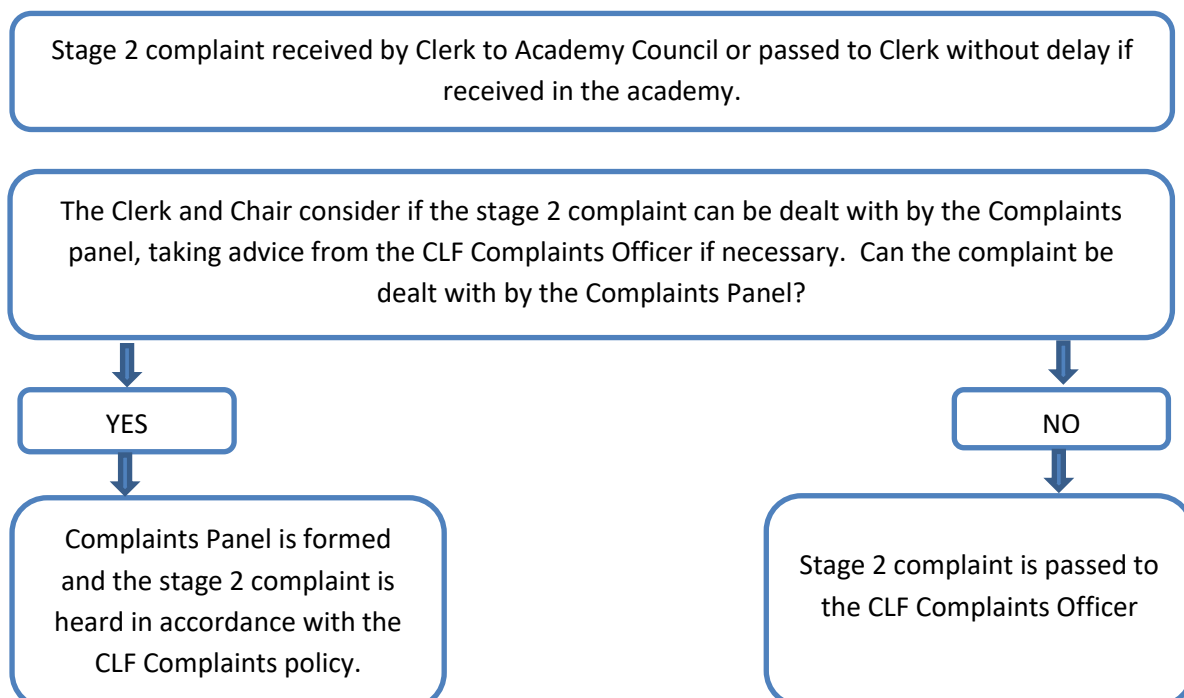 Stage 2 complaint received by Clerk to Academy Council or passed to Clerk without delay if
received in the academy.
The Clerk and Chair consider if the stage 2 complaint can be dealt with by the Complaints
panel, taking advice from the CLF Complaints Officer if necessary.  Can the complaint be
dealt with by the Complaints Panel?
YES
NO
Complaints Panel is formed
and the stage 2 complaint is
heard in accordance with the
CLF Complaints policy.
Stage 2 complaint is passed to
the CLF Complaints Officer